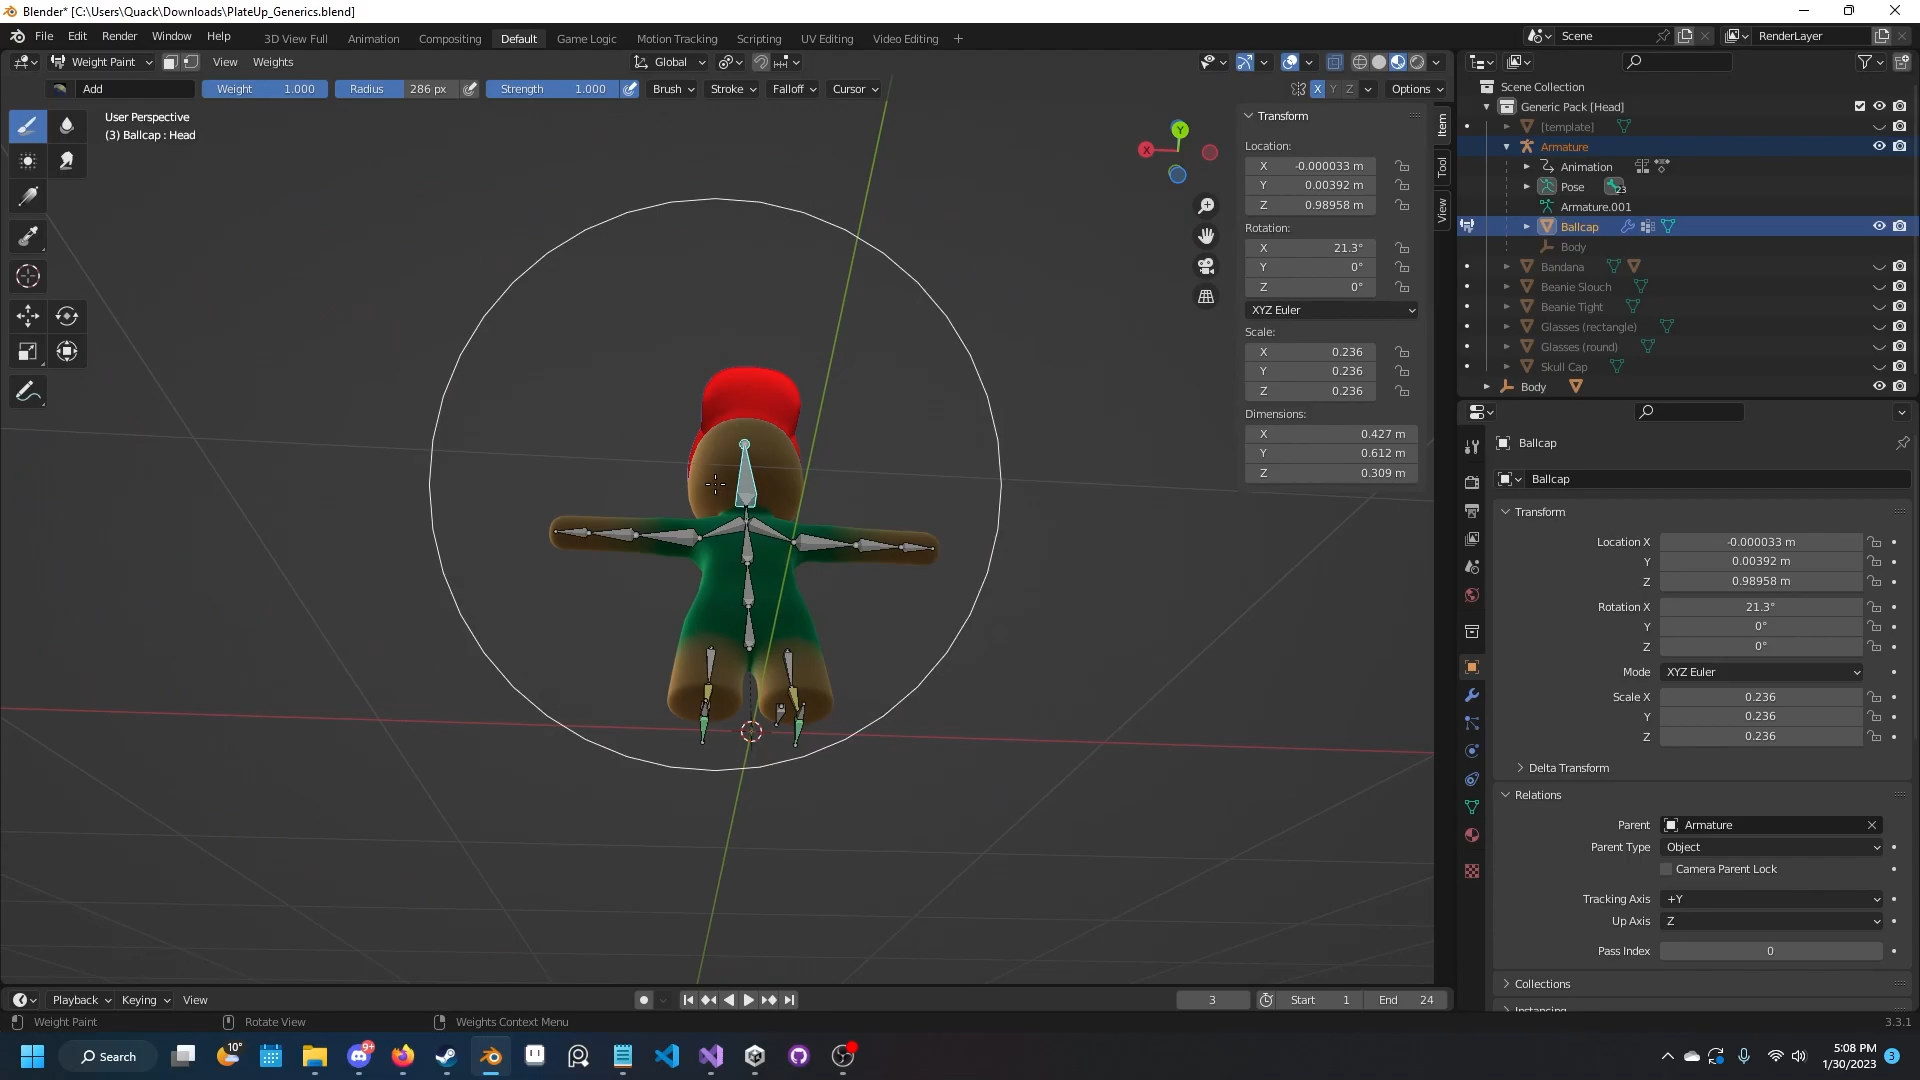 Blender* [C:\Users\Quack\Downloads\PlateUp_Generics.blend]
File Edit Render Window Help
3D View Full Animation Compositing Default Game Logic Motion Tracking Scripting UV Editing Video Editing +
Scene
RenderLayer
Weight Paint View Weights
Global
Add
Weight 1.000
Radius 286 px
Strength 1.000
Brush Stroke Falloff Cursor
X Y Z
Options
User Perspective
(3) Ballcap : Head
Y
X
Item
Tool
View
Transform
Location:
X -0.000033 m
Y 0.00392 m
Z 0.98958 m
Rotation:
X 21.3°
Y 0°
Z 0°
XYZ Euler
Scale:
X 0.236
Y 0.236
Z 0.236
Dimensions:
X 0.427 m
Y 0.612 m
Z 0.309 m
Scene Collection
Generic Pack [Head]
[template]
Armature
Animation
Pose 23
Armature.001
Ballcap
Body
Bandana
Beanie Slouch
Beanie Tight
Glasses (rectangle)
Glasses (round)
Skull Cap
Body
Ballcap
Ballcap
Transform
Location X -0.000033 m
Y 0.00392 m
Z 0.98958 m
Rotation X 21.3°
Y 0°
Z 0°
Mode XYZ Euler
Scale X 0.236
Y 0.236
Z 0.236
Delta Transform
Relations
Parent Armature
Parent Type Object
Camera Parent Lock
Tracking Axis +Y
Up Axis Z
Pass Index 0
Collections
Instancing
Playback Keying View
3 Start 1 End 24
Weight Paint Rotate View Weights Context Menu
3.3.1
Search
10°
9+
5:08 PM
1/30/2023
3